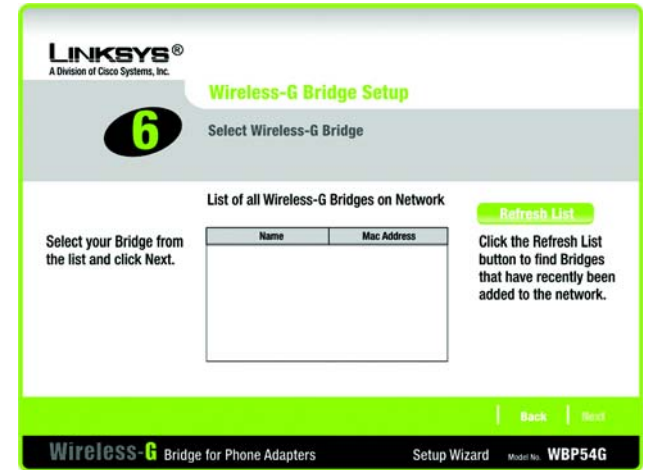 LINKSYS®
A Division of Cisco Systems, Inc.
Wireless-G Bridge Setup
6
Select Wireless-G Bridge
List of all Wireless-G Bridges on Network
Name Mac Address
Select your Bridge from
the list and click Next.
Refresh List
Click the Refresh List
button to find Bridges
that have recently been
added to the network.
Back Next
Wireless-G Bridge for Phone Adapters Setup Wizard Model No. WBP54G